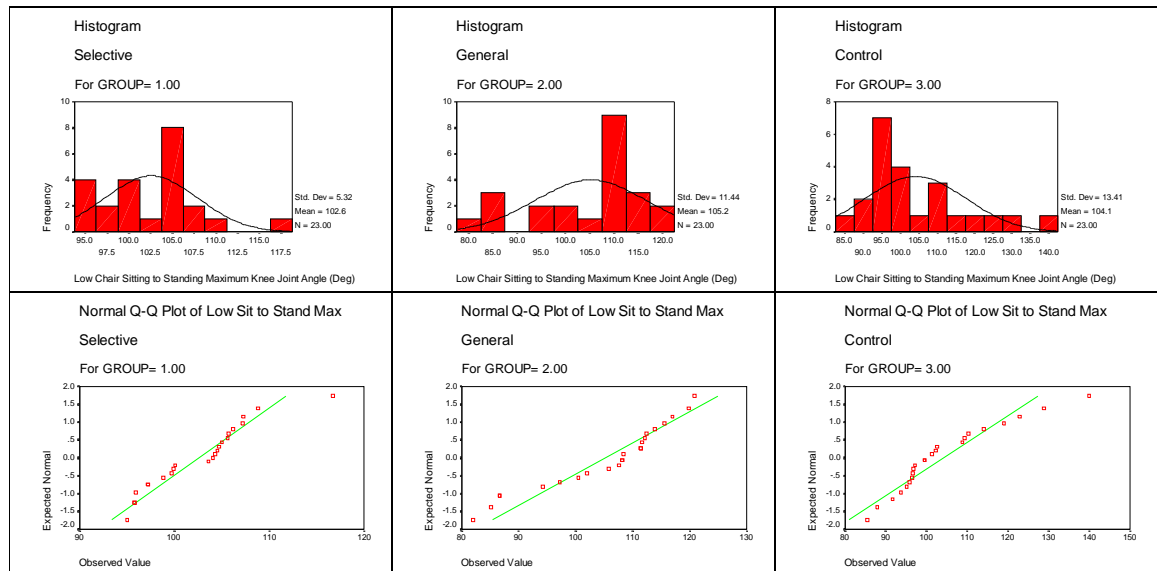 Histogram
Selective
For GROUP= 1.00
10
8
6
4
2
0
Frequency
95.0
97.5
100.0
102.5
105.0
107.5
110.0
112.5
115.0
117.5
Std. Dev = 5.32
Mean = 102.6
N = 23.00
Low Chair Sitting to Standing Maximum Knee Joint Angle (Deg)
Histogram
General
For GROUP= 2.00
10
8
6
4
2
0
Frequency
80.0
85.0
90.0
95.0
100.0
105.0
110.0
115.0
120.0
Std. Dev = 11.44
Mean = 105.2
N = 23.00
Low Chair Sitting to Standing Maximum Knee Joint Angle (Deg)
Histogram
Control
For GROUP= 3.00
8
6
4
2
0
Frequency
85.0
90.0
95.0
100.0
105.0
110.0
115.0
120.0
125.0
130.0
135.0
140.0
Std. Dev = 13.41
Mean = 104.1
N = 23.00
Low Chair Sitting to Standing Maximum Knee Joint Angle (Deg)
Normal Q-Q Plot of Low Sit to Stand Max
Selective
For GROUP= 1.00
2.0
1.5
1.0
.5
0.0
-.5
-1.0
-1.5
-2.0
Expected Normal
90
100
110
120
Observed Value
Normal Q-Q Plot of Low Sit to Stand Max
General
For GROUP= 2.00
2.0
1.5
1.0
.5
0.0
-.5
-1.0
-1.5
-2.0
Expected Normal
80
90
100
110
120
130
Observed Value
Normal Q-Q Plot of Low Sit to Stand Max
Control
For GROUP= 3.00
2.0
1.5
1.0
.5
0.0
-.5
-1.0
-1.5
-2.0
Expected Normal
80
90
100
110
120
130
140
150
Observed Value